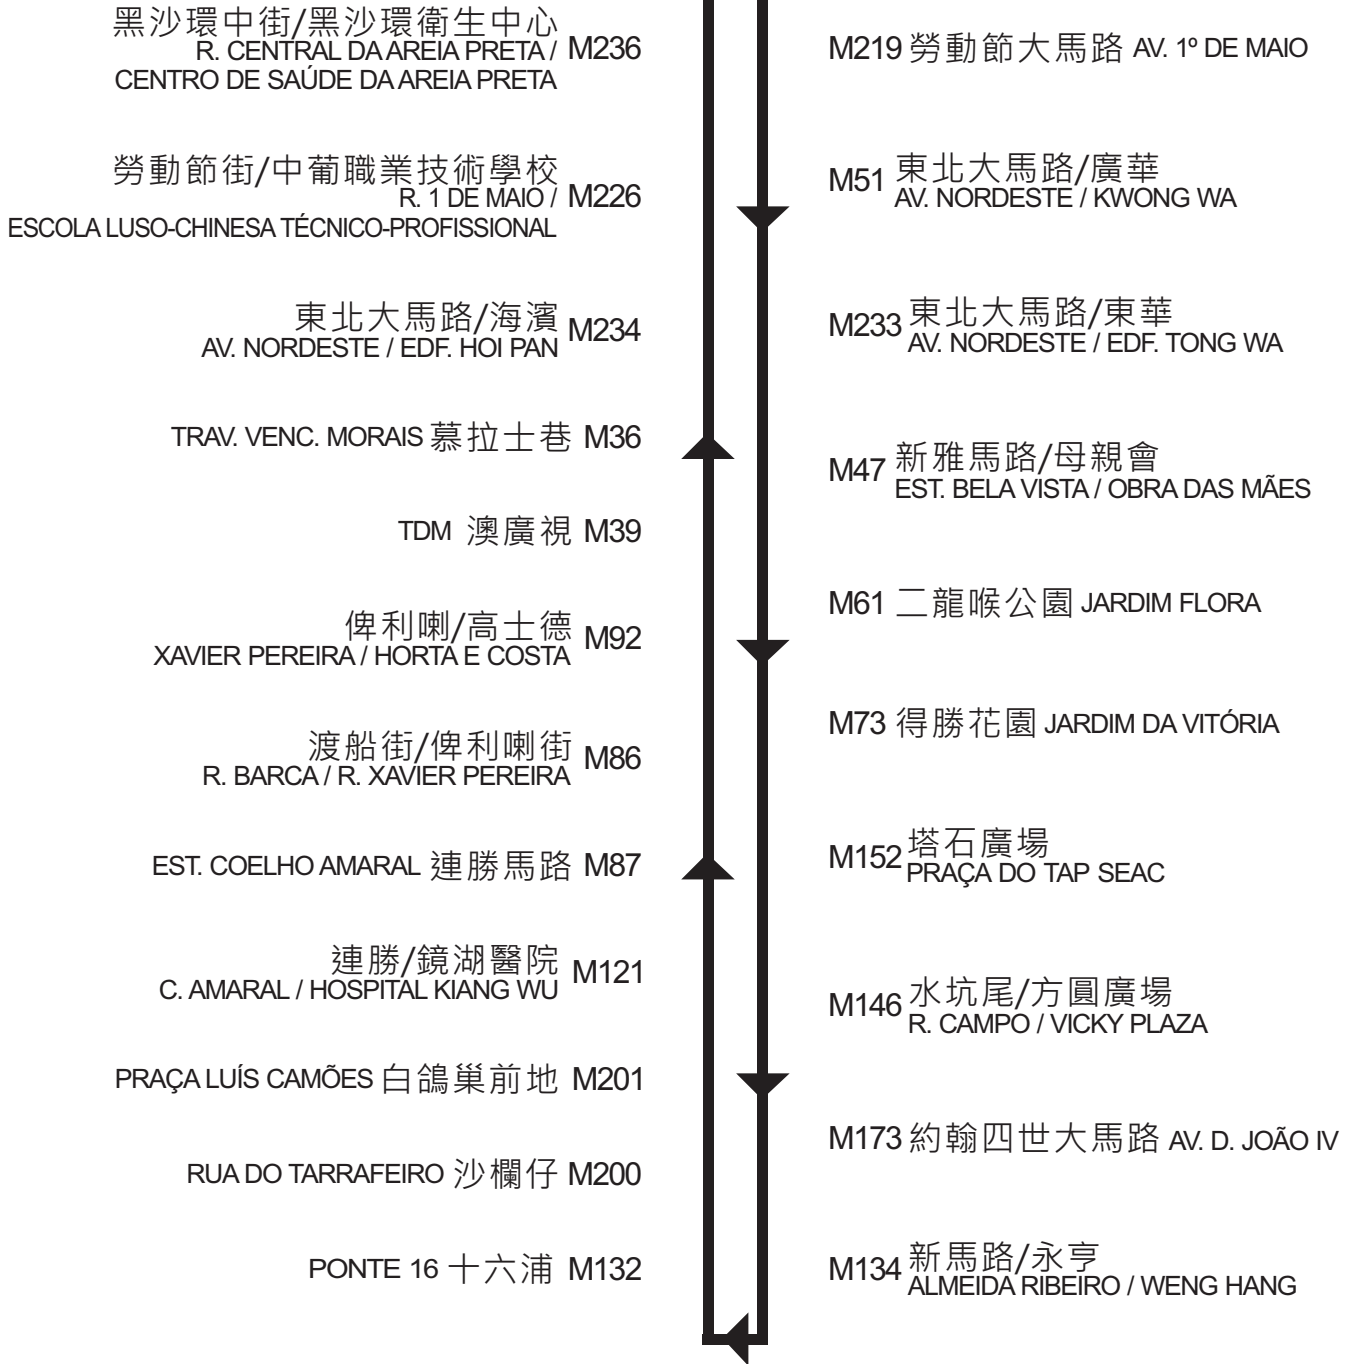 黑沙環中街/黑沙環衛生中心
R. CENTRAL DA AREIA PRETA /
CENTRO DE SAÚDE DA AREIA PRETA
M236
勞動節街/中葡職業技術學校
R. 1 DE MAIO /
ESCOLA LUSO-CHINESA TÉCNICO-PROFISSIONAL
M226
東北大馬路/海濱
AV. NORDESTE / EDF. HOI PAN
M234
TRAV. VENC. MORAIS 慕拉士巷 M36
TDM 澳廣視 M39
俾利喇/高士德
XAVIER PEREIRA / HORTA E COSTA
M92
渡船街/俾利喇街
R. BARCA / R. XAVIER PEREIRA
M86
EST. COELHO AMARAL 連勝馬路 M87
連勝/鏡湖醫院
C. AMARAL / HOSPITAL KIANG WU
M121
PRAÇA LUÍS CAMÕES 白鴿巢前地 M201
RUA DO TARRAFEIRO 沙欄仔 M200
PONTE 16 十六浦 M132
M219 勞動節大馬路 AV. 1º DE MAIO
M51
東北大馬路/廣華
AV. NORDESTE / KWONG WA
M233
東北大馬路/東華
AV. NORDESTE / EDF. TONG WA
M47
新雅馬路/母親會
EST. BELA VISTA / OBRA DAS MÃES
M61 二龍喉公園 JARDIM FLORA
M73 得勝花園 JARDIM DA VITÓRIA
M152
塔石廣場
PRAÇA DO TAP SEAC
M146
水坑尾/方圓廣場
R. CAMPO / VICKY PLAZA
M173 約翰四世大馬路 AV. D. JOÃO IV
M134
新馬路/永亨
ALMEIDA RIBEIRO / WENG HANG